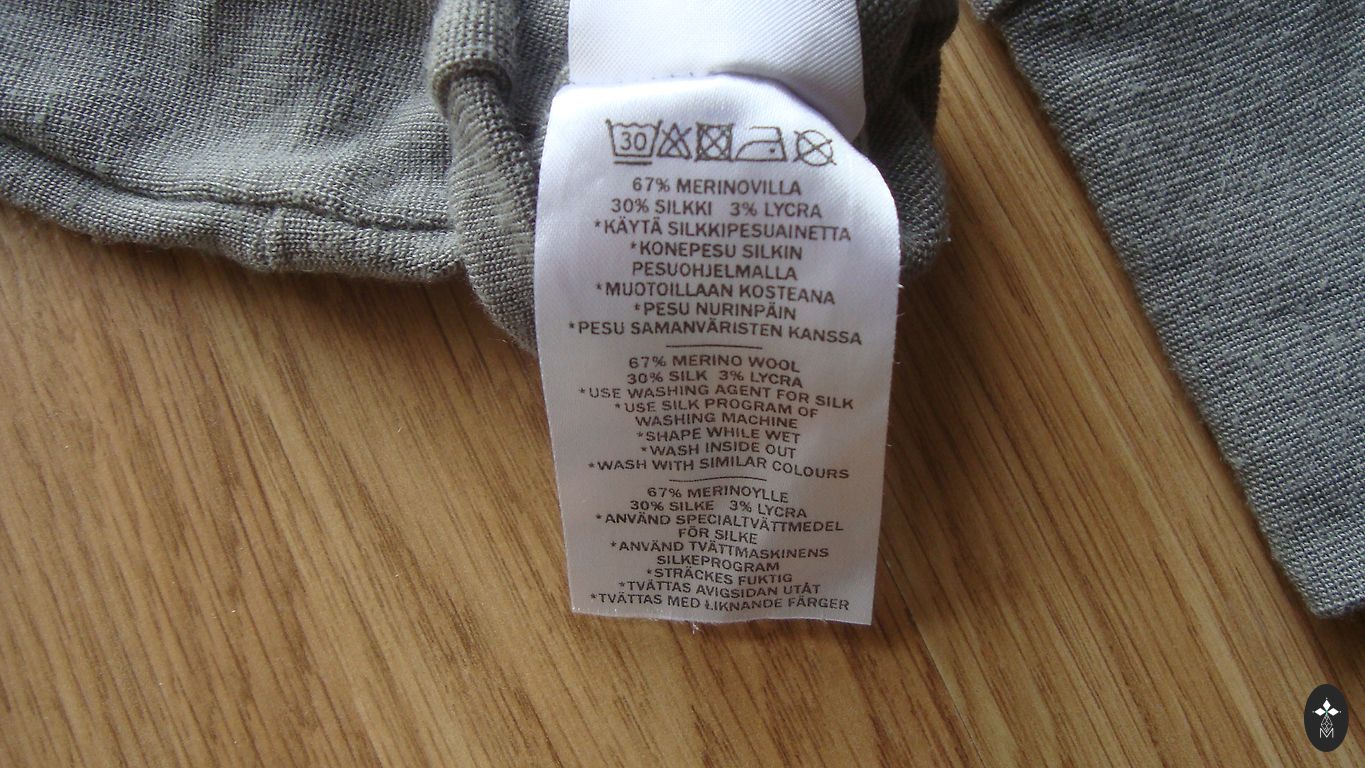 30
67% MERINOVILLA
30% SILKKI 3% LYCRA
*KÄYTÄ SILKKIPESUAINETTA
*KONEPESU SILKIN
PESUOHJELMALLA
*MUOTOILLAAN KOSTEANA
*PESU NURINPÄIN
*PESU SAMANVÄRISTEN KANSSA
67% MERINO WOOL
30% SILK 3% LYCRA
*USE WASHING AGENT FOR SILK
*USE SILK PROGRAM OF
WASHING MACHINE
*SHAPE WHILE WET
*WASH INSIDE OUT
*WASH WITH SIMILAR COLOURS
67% MERINOYLLE
30% SILKE 3% LYCRA
*ANVÄND SPECIALTVÄTTMEDEL
FÖR SILKE
*ANVÄND TVÄTTMASKINENS
SILKEPROGRAM
*STRÄCKES FUKTIG
*TVÄTTAS AVIGSIDAN UTÅT
*TVÄTTAS MED LIKNANDE FÄRGER
M